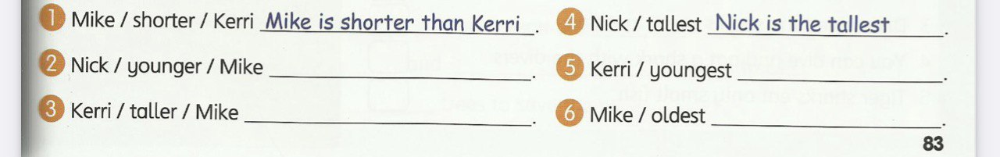 1 Mike / shorter / Kerri Mike is shorter than Kerri.
2 Nick / younger / Mike .
3 Kerri / taller / Mike .
4 Nick / tallest Nick is the tallest .
5 Kerri / youngest .
6 Mike / oldest .
83